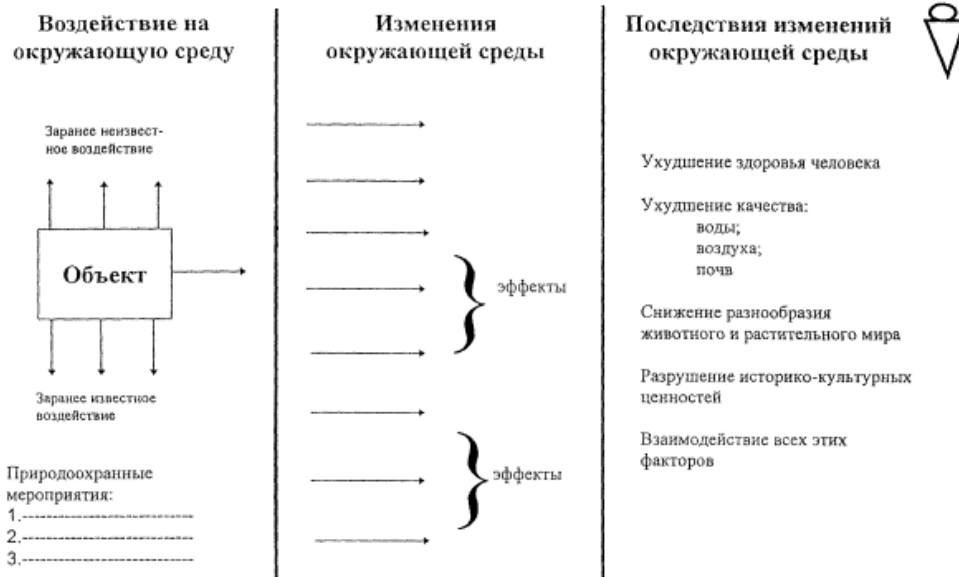 Воздействие на
окружающую среду
Заранее неизвест-
ное воздействие
Объект
Заранее известное
воздействие
Природоохранные
мероприятия:
1.------------------------------
2.------------------------------
3.------------------------------
Изменения
окружающей среды
эффекты
эффекты
Последствия изменений
окружающей среды
Ухудшение здоровья человека
Ухудшение качества:
воды;
воздуха;
почв
Снижение разнообразия
животного и растительного мира
Разрушение историко-культурных
ценностей
Взаимодействие всех этих
факторов